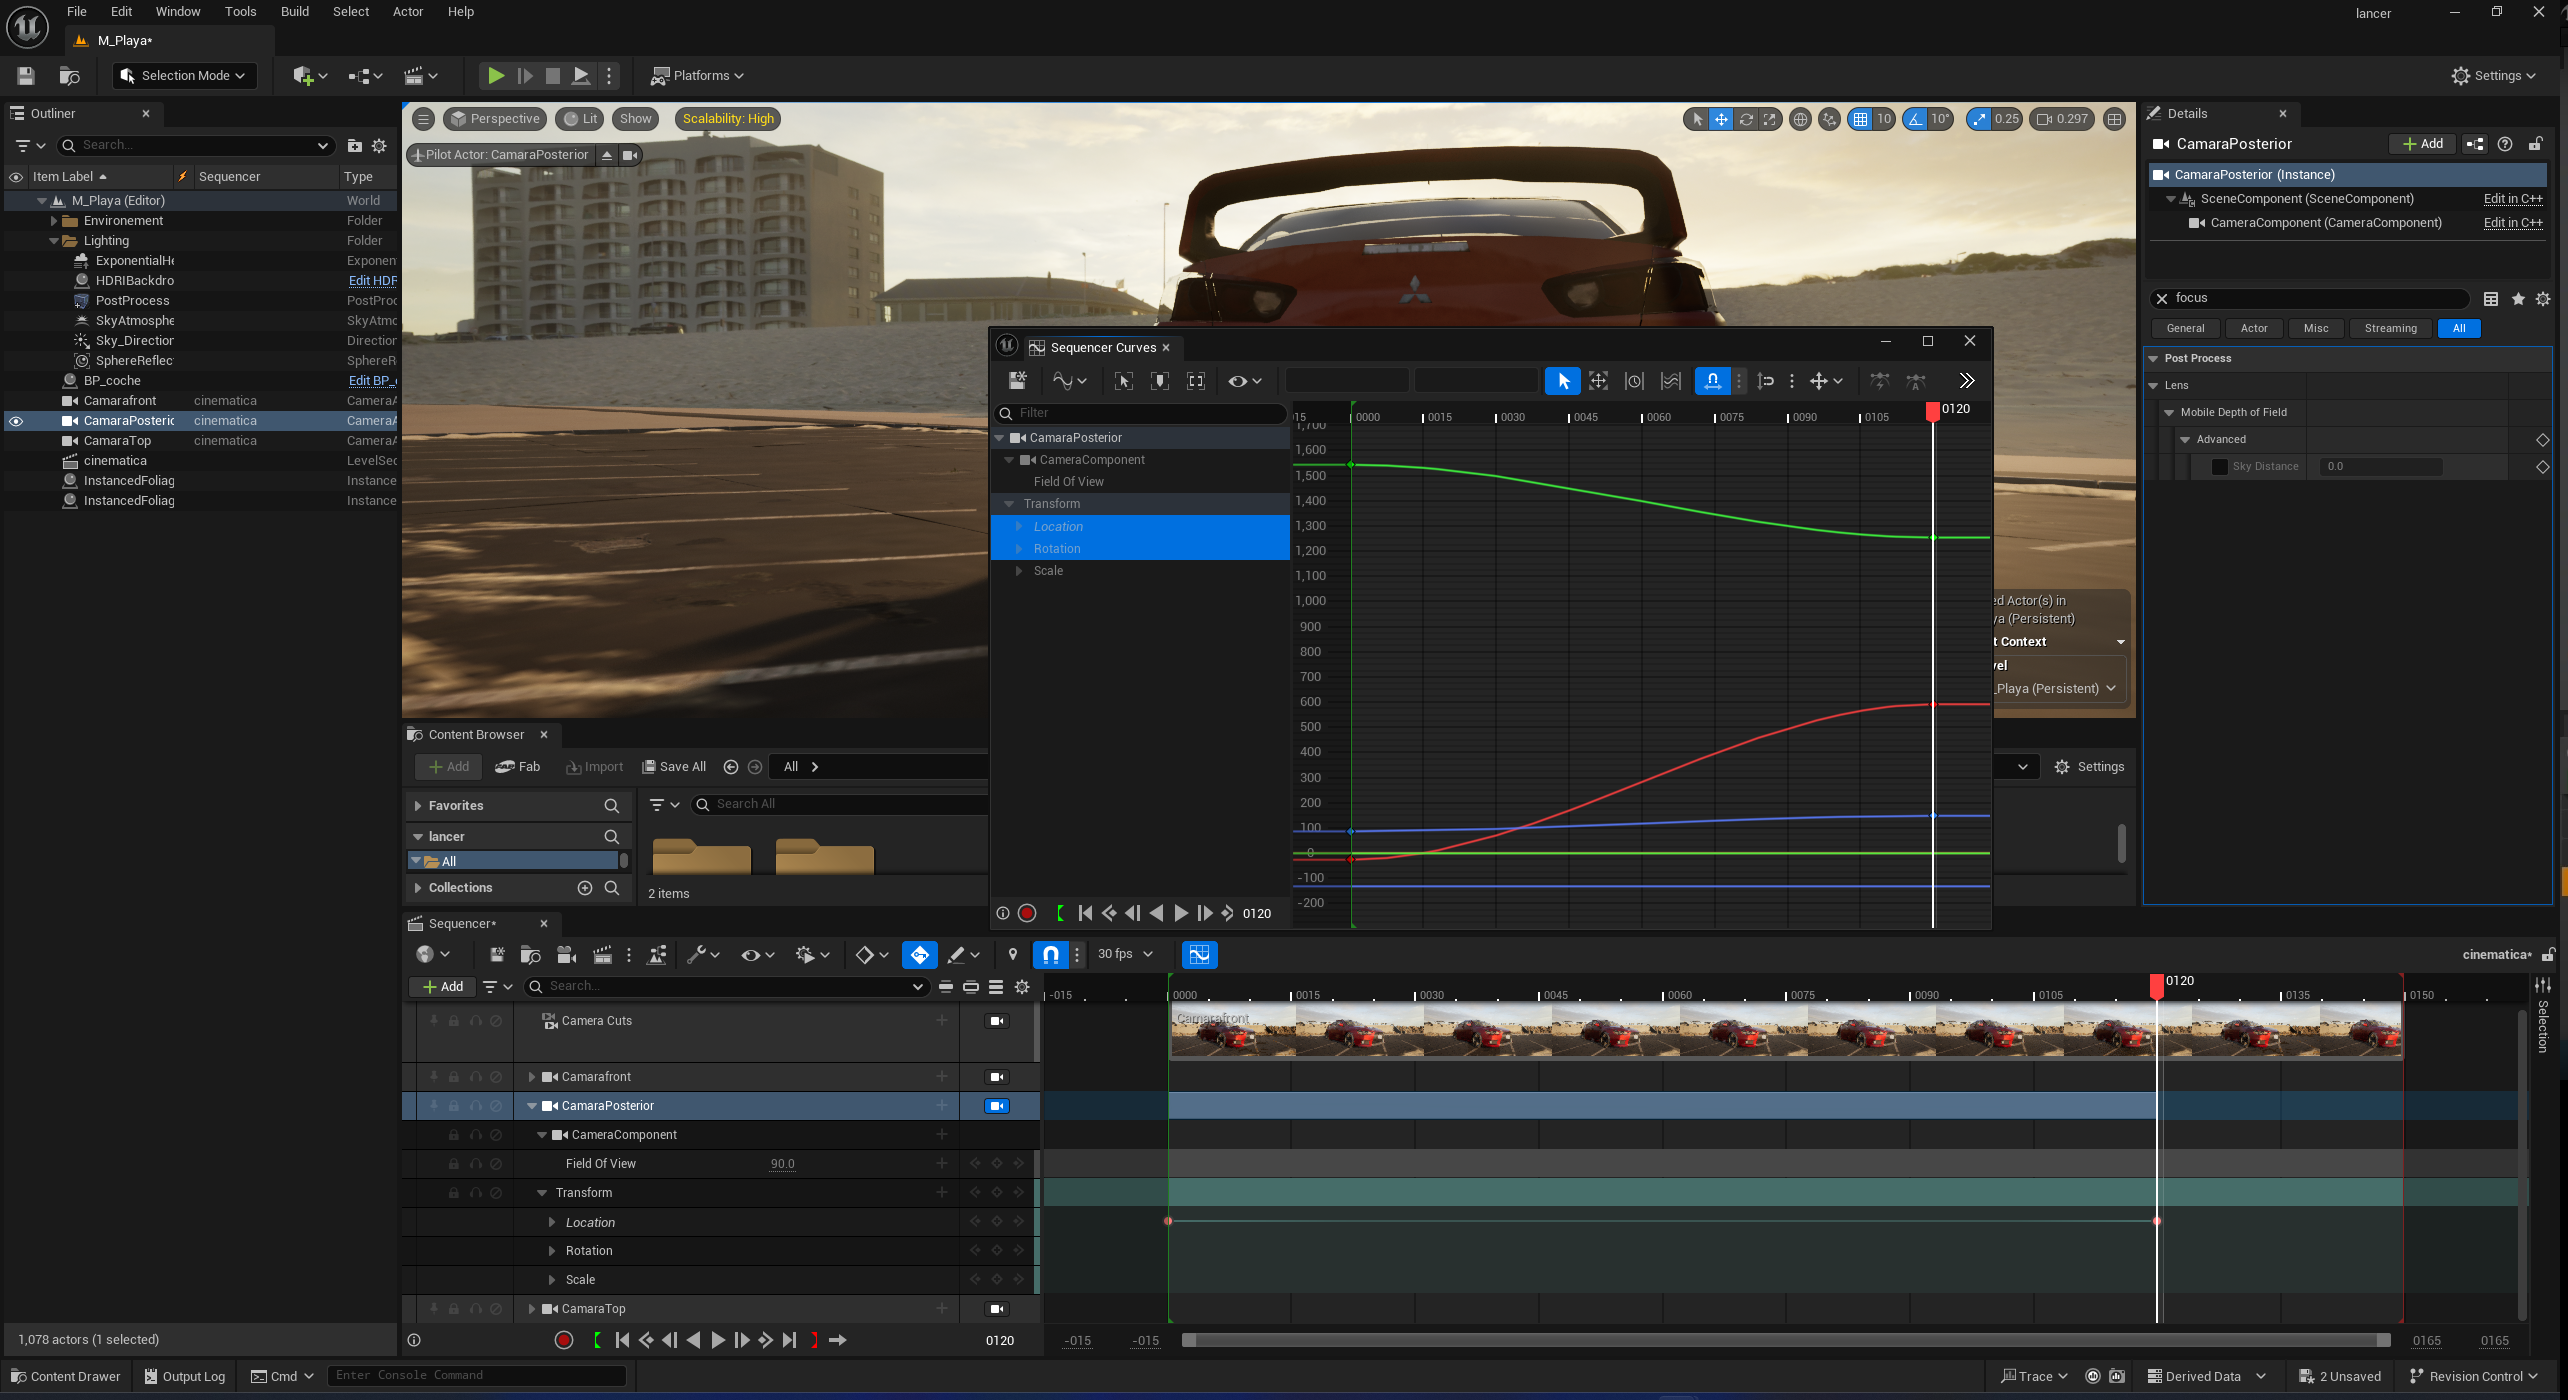 File Edit Window Tools Build Select Actor Help
lancer
M_Playa*
Selection Mode
Platforms
Settings
Outliner
Search...
Item Label Sequencer Type
M_Playa (Editor) World
Environement Folder
Lighting Folder
ExponentialHe Exponen
HDRIBackdro Edit HDR
PostProcess PostProc
SkyAtmosphe SkyAtmo
Sky_Direction Direction
SphereReflec SphereR
BP_coche Edit BP_
Camarafront cinematica CameraA
CamaraPosteric cinematica CameraA
CamaraTop cinematica CameraA
cinematica LevelSec
InstancedFoliag Instance
InstancedFoliag Instance
1,078 actors (1 selected)
Perspective Lit Show Scalability: High
10 10° 0.25 0.297
Pilot Actor: CamaraPosterior
ed Actor(s) in
ya (Persistent)
t Context
vel
_Playa (Persistent)
Details
CamaraPosterior
Add
CamaraPosterior (Instance)
SceneComponent (SceneComponent) Edit in C++
CameraComponent (CameraComponent) Edit in C++
focus
General Actor Misc Streaming All
Post Process
Lens
Mobile Depth of Field
Advanced
Sky Distance 0.0
Sequencer Curves
Filter
CamaraPosterior
CameraComponent
Field Of View
Transform
Location
Rotation
Scale
0120
15 0000 0015 0030 0045 0060 0075 0090 0105 0120
1,700
1,600
1,500
1,400
1,300
1,200
1,100
1,000
900
800
700
600
500
400
300
200
100
0
-100
-200
Content Browser
Add Fab Import Save All All
Settings
Favorites
Search All
lancer
All
Collections
2 items
Sequencer*
30 fps
cinematica*
Add
Search...
-015 0000 0015 0030 0045 0060 0075 0090 0105 0120 0135 0150
Selection
Camera Cuts
Camarafront
Camarafront
CamaraPosterior
CameraComponent
Field Of View 90.0
Transform
Location
Rotation
Scale
CamaraTop
0120
-015 -015 0165 0165
Content Drawer Output Log Cmd Enter Console Command
Trace Derived Data 2 Unsaved Revision Control